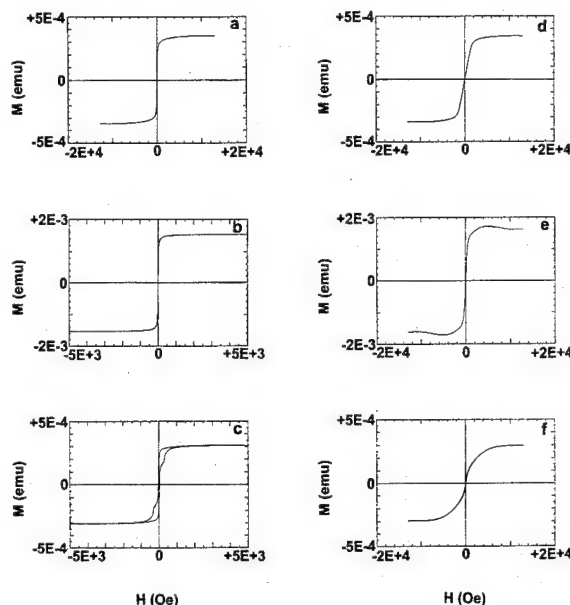 +5E-4
a
M (emu)
0
-5E-4
-2E+4
0
+2E+4
+5E-4
d
M (emu)
0
-5E-4
-2E+4
0
+2E+4
+2E-3
b
M (emu)
0
-2E-3
-5E+3
0
+5E+3
+2E-3
e
M (emu)
0
-2E-3
-2E+4
0
+2E+4
+5E-4
c
M (emu)
0
-5E-4
-5E+3
0
+5E+3
H (Oe)
+5E-4
f
M (emu)
0
-5E-4
-2E+4
0
+2E+4
H (Oe)